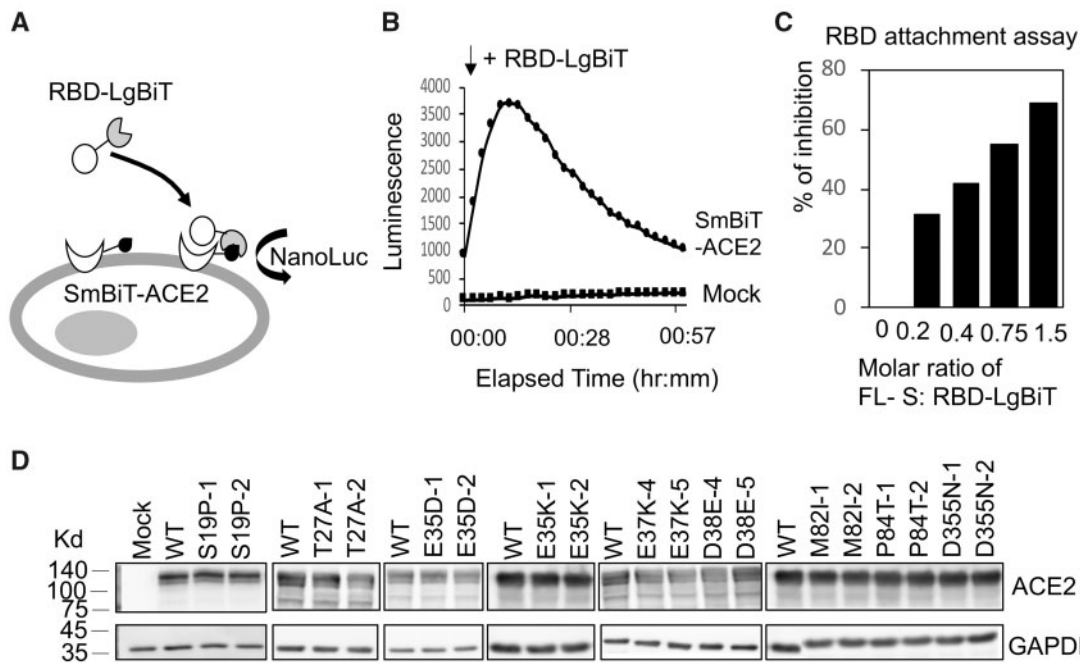 A
RBD-LgBiT
SmBiT-ACE2
NanoLuc
B
+ RBD-LgBiT
Luminescence
4000
3500
3000
2500
2000
1500
1000
500
0
SmBiT
-ACE2
Mock
00:00 00:28 00:57
Elapsed Time (hr:mm)
C
RBD attachment assay
% of inhibition
80
60
40
20
0
0 0.2 0.4 0.75 1.5
Molar ratio of
FL- S: RBD-LgBiT
D
Kd
Mock WT S19P-1 S19P-2 WT T27A-1 T27A-2 WT E35D-1 E35D-2 WT E35K-1 E35K-2 WT E37K-4 E37K-5 D38E-4 D38E-5 WT M82I-1 M82I-2 P84T-1 P84T-2 D355N-1 D355N-2
140
100
75
ACE2
45
35
GAPD